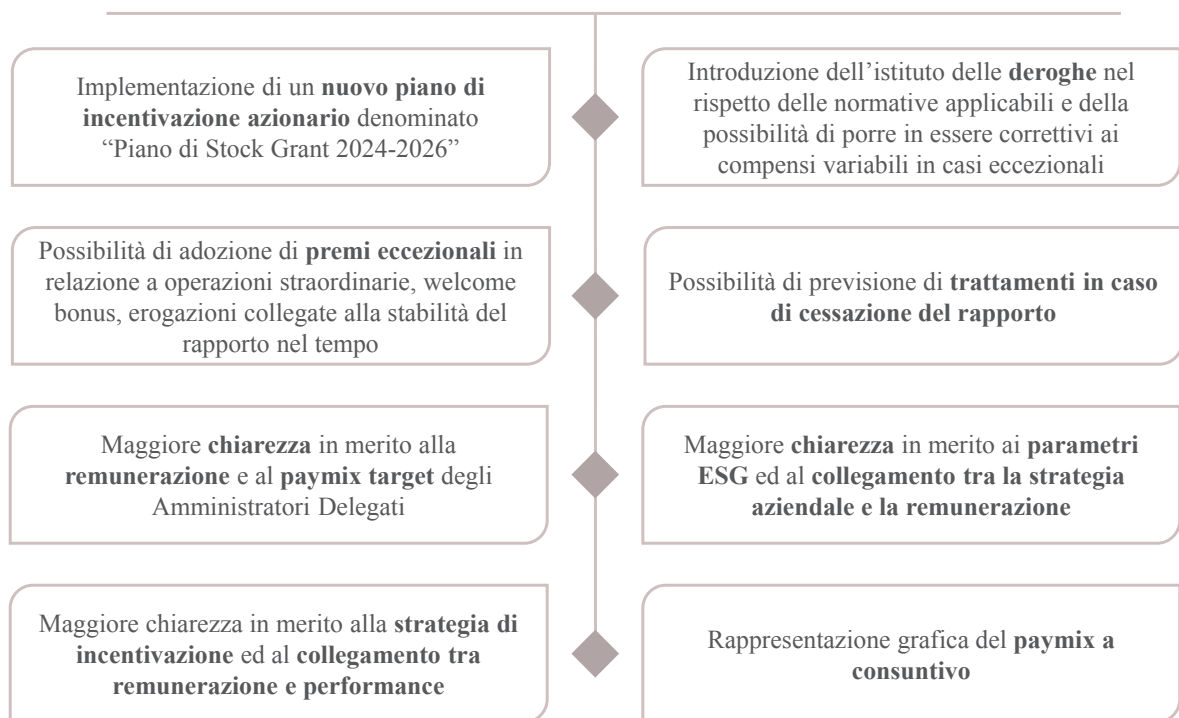 Implementazione di un nuovo piano di
incentivazione azionario denominato
“Piano di Stock Grant 2024-2026”
Introduzione dell’istituto delle deroghe nel
rispetto delle normative applicabili e della
possibilità di porre in essere correttivi ai
compensi variabili in casi eccezionali
Possibilità di adozione di premi eccezionali in
relazione a operazioni straordinarie, welcome
bonus, erogazioni collegate alla stabilità del
rapporto nel tempo
Possibilità di previsione di trattamenti in caso
di cessazione del rapporto
Maggiore chiarezza in merito alla
remunerazione e al paymix target degli
Amministratori Delegati
Maggiore chiarezza in merito ai parametri
ESG ed al collegamento tra la strategia
aziendale e la remunerazione
Maggiore chiarezza in merito alla strategia di
incentivazione ed al collegamento tra
remunerazione e performance
Rappresentazione grafica del paymix a
consuntivo